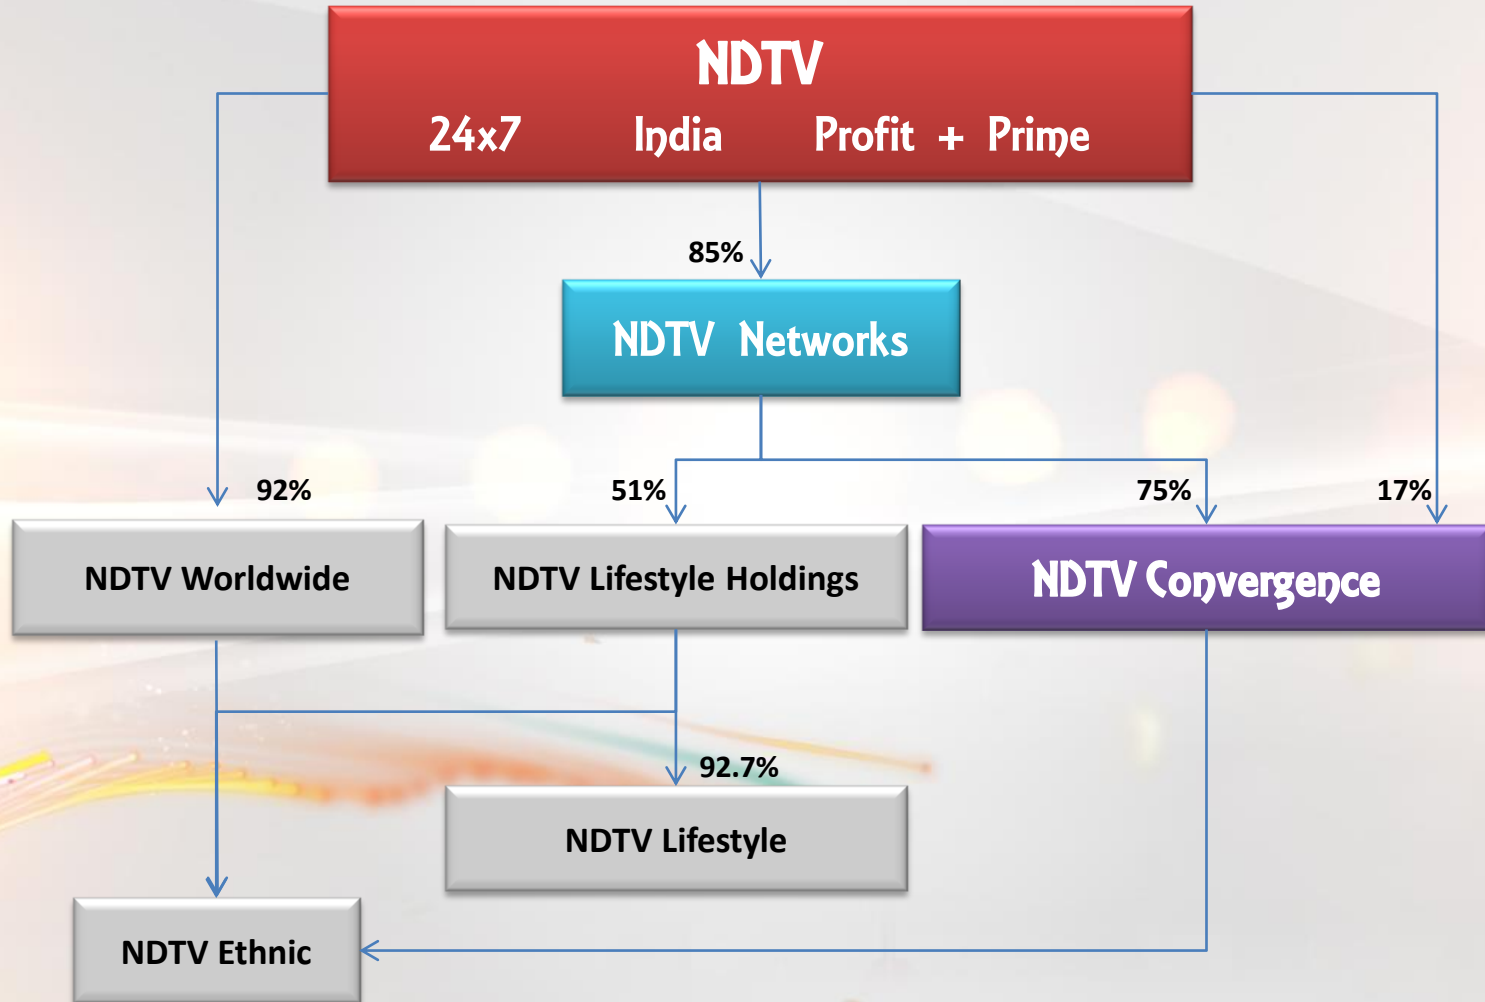 NDTV
24x7 India Profit + Prime
85%
NDTV Networks
92%
51%
75%
17%
NDTV Worldwide
NDTV Lifestyle Holdings
NDTV Convergence
92.7%
NDTV Lifestyle
NDTV Ethnic